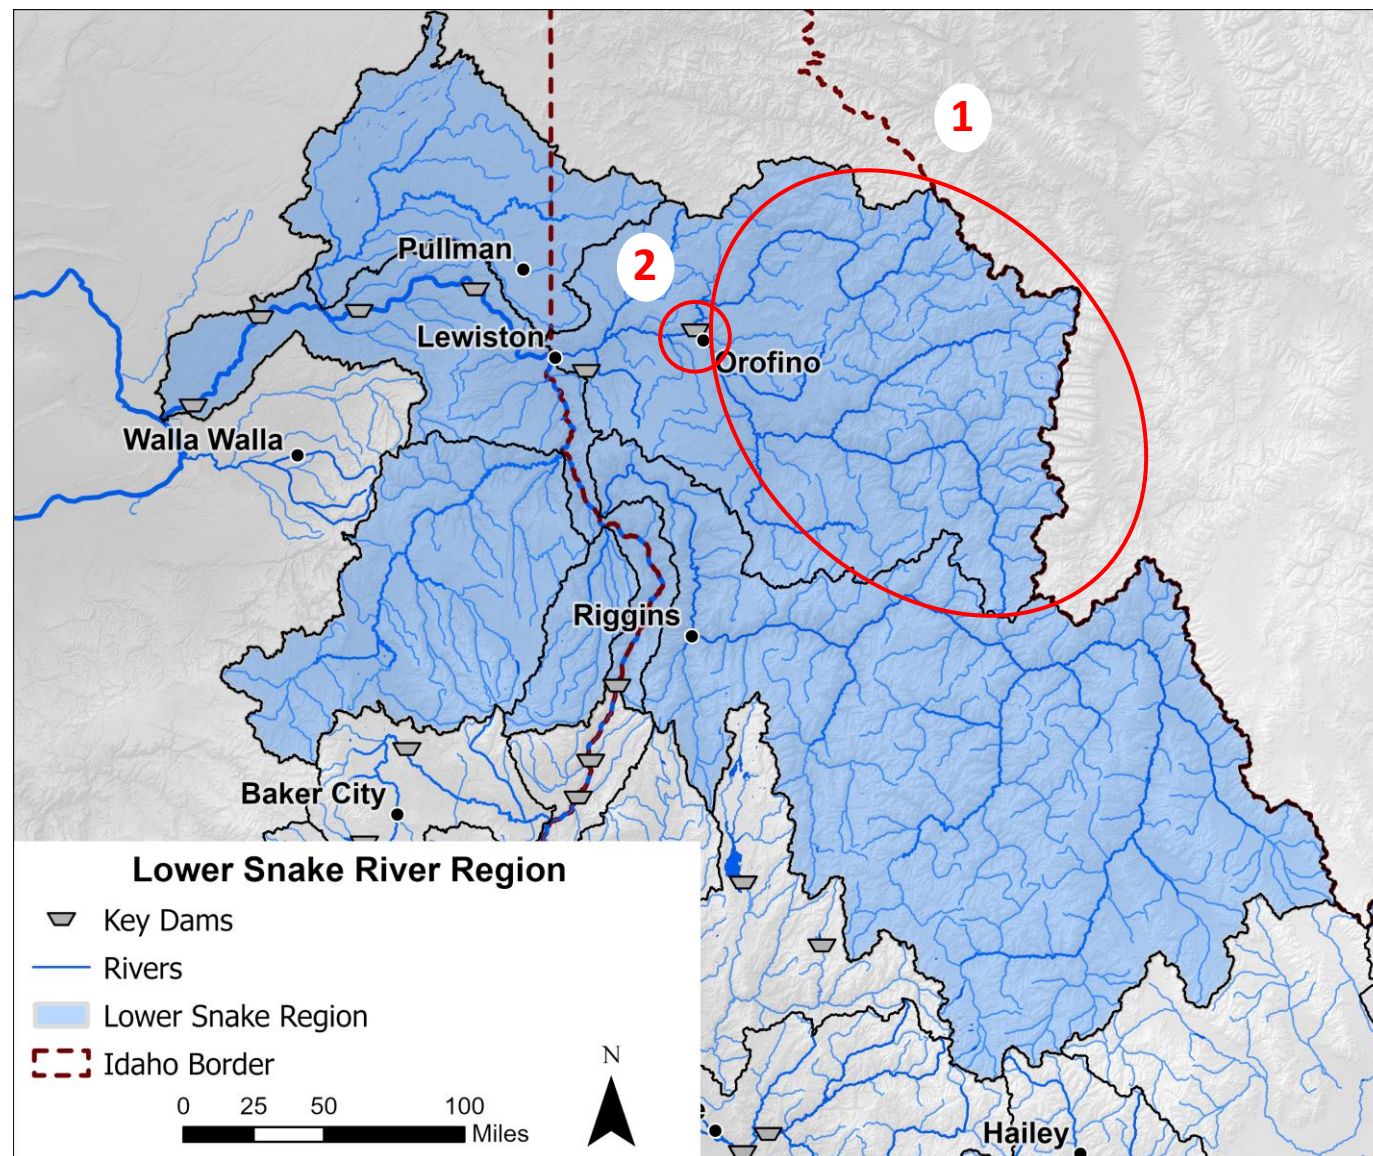 1
2
Pullman
Lewiston
Orofino
Walla Walla
Riggins
Baker City
Lower Snake River Region
Key Dams
Rivers
Lower Snake Region
Idaho Border
N
0 25 50 100
Miles
e
Hailey